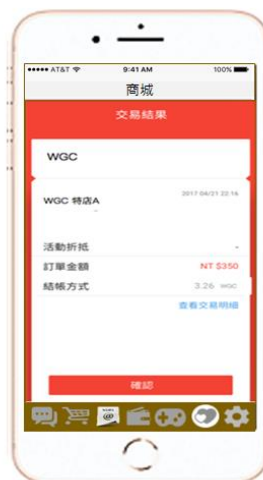 AT&T 9:41 AM 100%
商城
交易結果
WGC
WGC 特店A 2017 04/21 22:16
活動折抵 -
訂單金額 NT $350
結帳方式 3.26 WGC
查看交易明細
確認
@